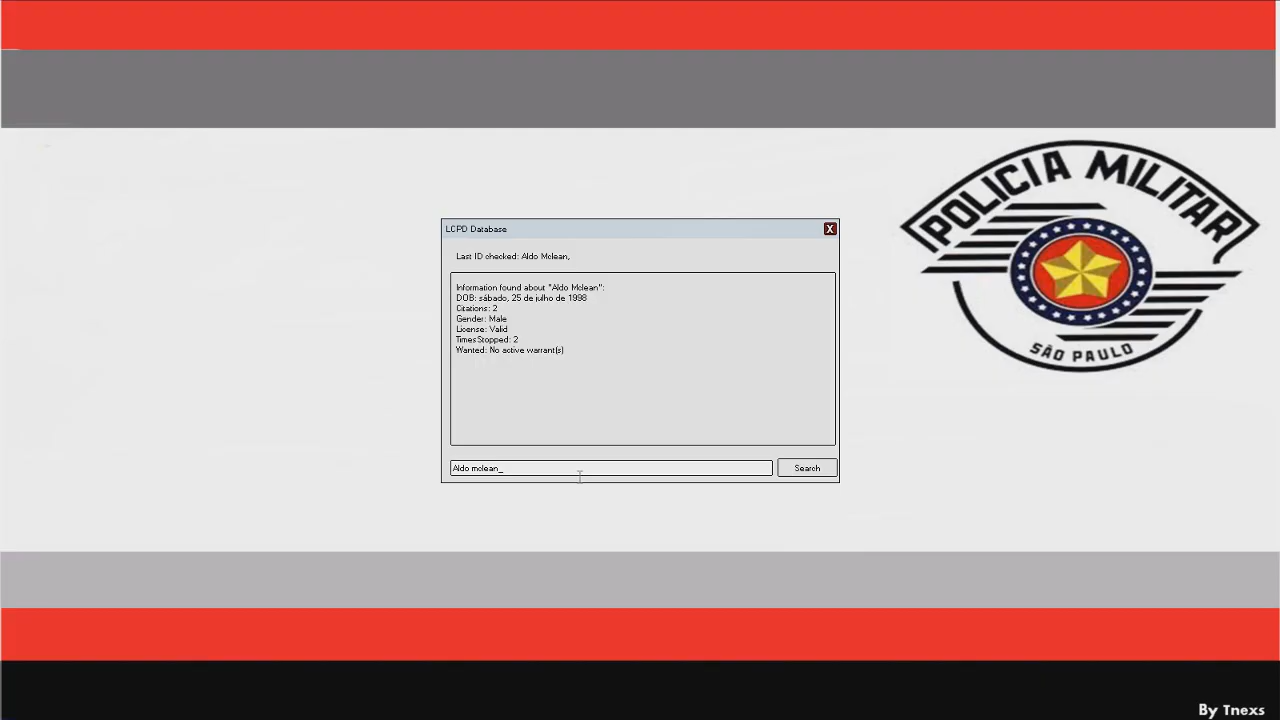 POLICIA MILITAR
SÃO PAULO
LCPD Database
X
Last ID checked: Aldo Mclean,
Information found about "Aldo Mclean":
DOB: sábado, 25 de julho de 1998
Citations: 2
Gender: Male
License: Valid
TimesStopped: 2
Wanted: No active warrant(s)
Aldo mclean_
Search
By Tnexs